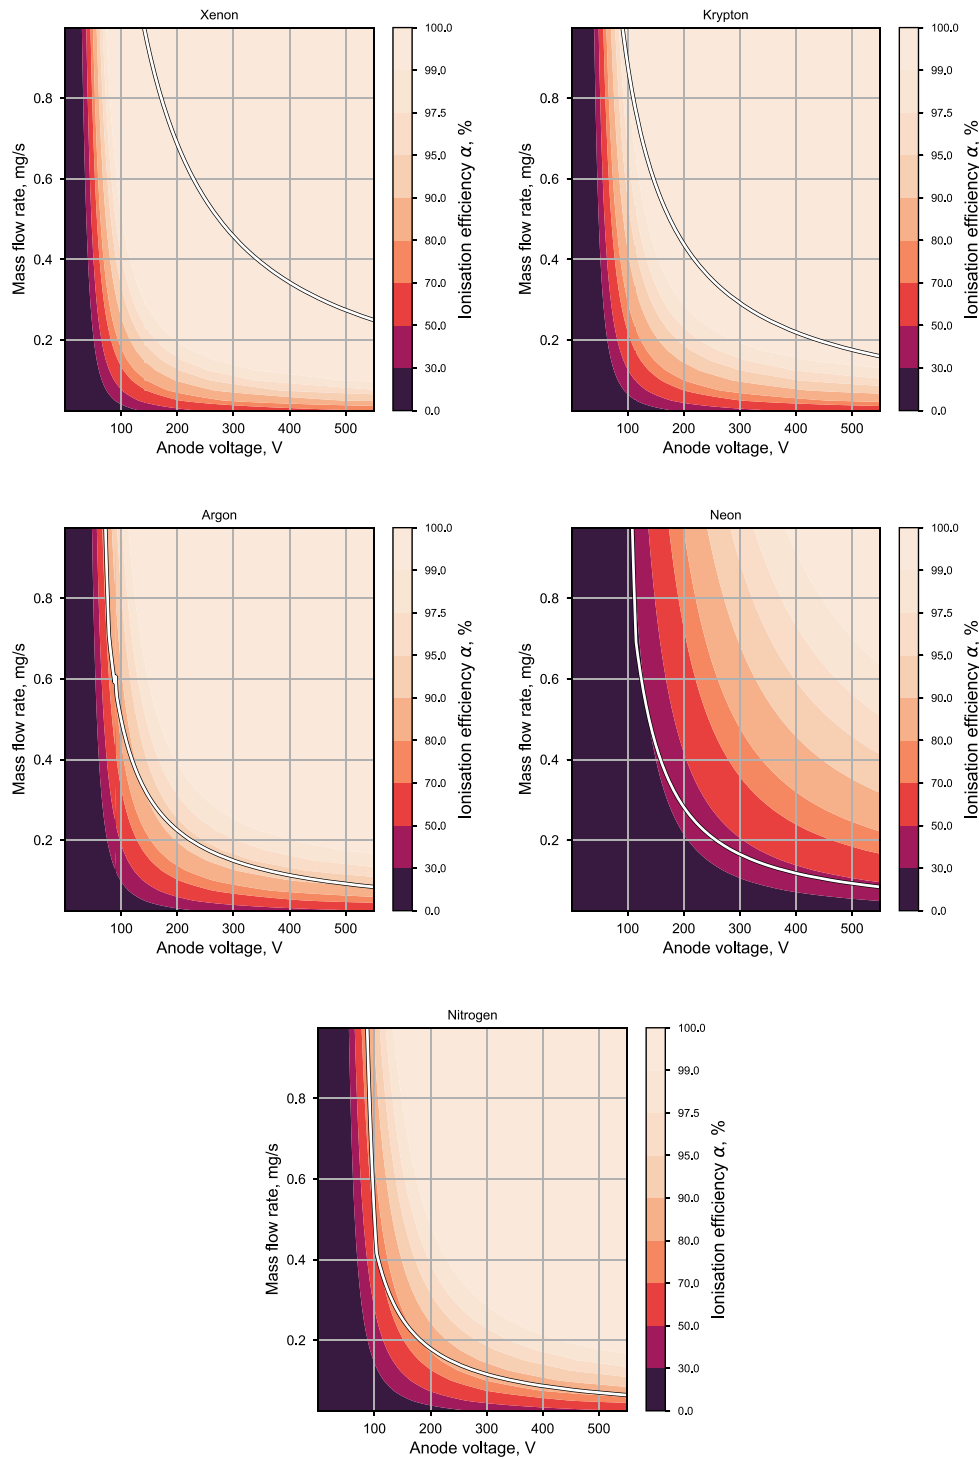 Xenon
Mass flow rate, mg/s
0.8
0.6
0.4
0.2
100 200 300 400 500
Anode voltage, V
100.0
99.0
97.5
95.0
90.0
80.0
70.0
50.0
30.0
0.0
Ionisation efficiency α, %
Krypton
Mass flow rate, mg/s
0.8
0.6
0.4
0.2
100 200 300 400 500
Anode voltage, V
100.0
99.0
97.5
95.0
90.0
80.0
70.0
50.0
30.0
0.0
Ionisation efficiency α, %
Argon
Mass flow rate, mg/s
0.8
0.6
0.4
0.2
100 200 300 400 500
Anode voltage, V
100.0
99.0
97.5
95.0
90.0
80.0
70.0
50.0
30.0
0.0
Ionisation efficiency α, %
Neon
Mass flow rate, mg/s
0.8
0.6
0.4
0.2
100 200 300 400 500
Anode voltage, V
100.0
99.0
97.5
95.0
90.0
80.0
70.0
50.0
30.0
0.0
Ionisation efficiency α, %
Nitrogen
Mass flow rate, mg/s
0.8
0.6
0.4
0.2
100 200 300 400 500
Anode voltage, V
100.0
99.0
97.5
95.0
90.0
80.0
70.0
50.0
30.0
0.0
Ionisation efficiency α, %